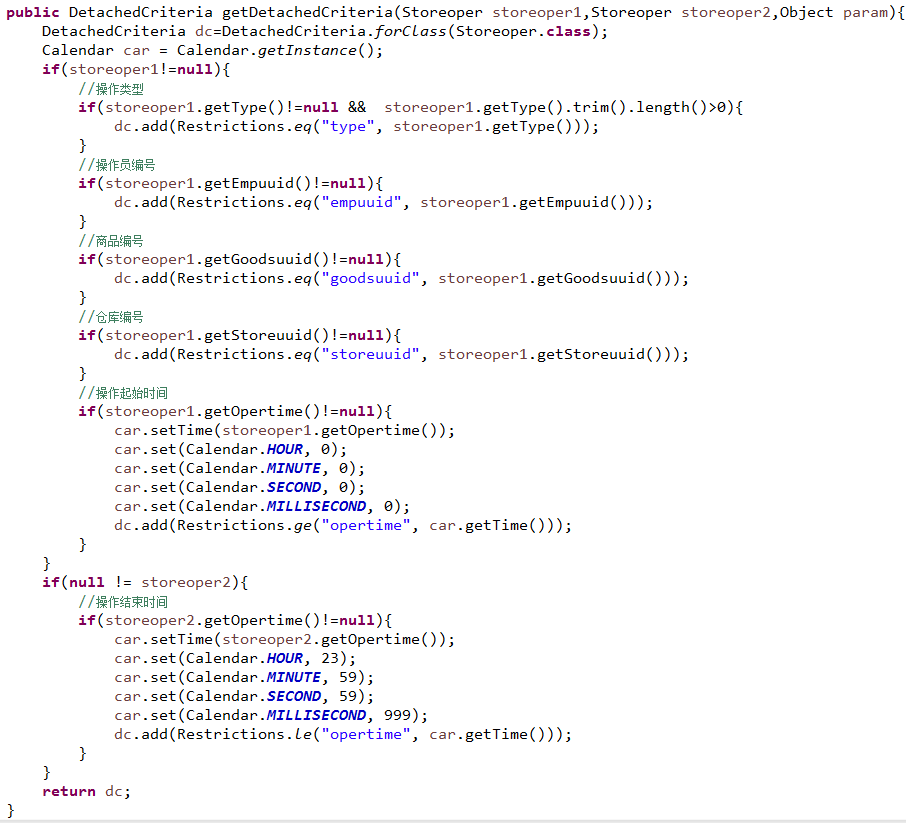 public DetachedCriteria getDetachedCriteria(Storeoper storeoper1,Storeoper storeoper2,Object param){
    DetachedCriteria dc=DetachedCriteria.forClass(Storeoper.class);
    Calendar car = Calendar.getInstance();
    if(storeoper1!=null){
        //操作类型
        if(storeoper1.getType()!=null &&  storeoper1.getType().trim().length()>0){
            dc.add(Restrictions.eq("type", storeoper1.getType()));
        }
        //操作员编号
        if(storeoper1.getEmpuuid()!=null){
            dc.add(Restrictions.eq("empuuid", storeoper1.getEmpuuid()));
        }
        //商品编号
        if(storeoper1.getGoodsuuid()!=null){
            dc.add(Restrictions.eq("goodsuuid", storeoper1.getGoodsuuid()));
        }
        //仓库编号
        if(storeoper1.getStoreuuid()!=null){
            dc.add(Restrictions.eq("storeuuid", storeoper1.getStoreuuid()));
        }
        //操作起始时间
        if(storeoper1.getOpertime()!=null){
            car.setTime(storeoper1.getOpertime());
            car.set(Calendar.HOUR, 0);
            car.set(Calendar.MINUTE, 0);
            car.set(Calendar.SECOND, 0);
            car.set(Calendar.MILLISECOND, 0);
            dc.add(Restrictions.ge("opertime", car.getTime()));
        }
    }
    if(null != storeoper2){
        //操作结束时间
        if(storeoper2.getOpertime()!=null){
            car.setTime(storeoper2.getOpertime());
            car.set(Calendar.HOUR, 23);
            car.set(Calendar.MINUTE, 59);
            car.set(Calendar.SECOND, 59);
            car.set(Calendar.MILLISECOND, 999);
            dc.add(Restrictions.le("opertime", car.getTime()));
        }
    }
    return dc;
}